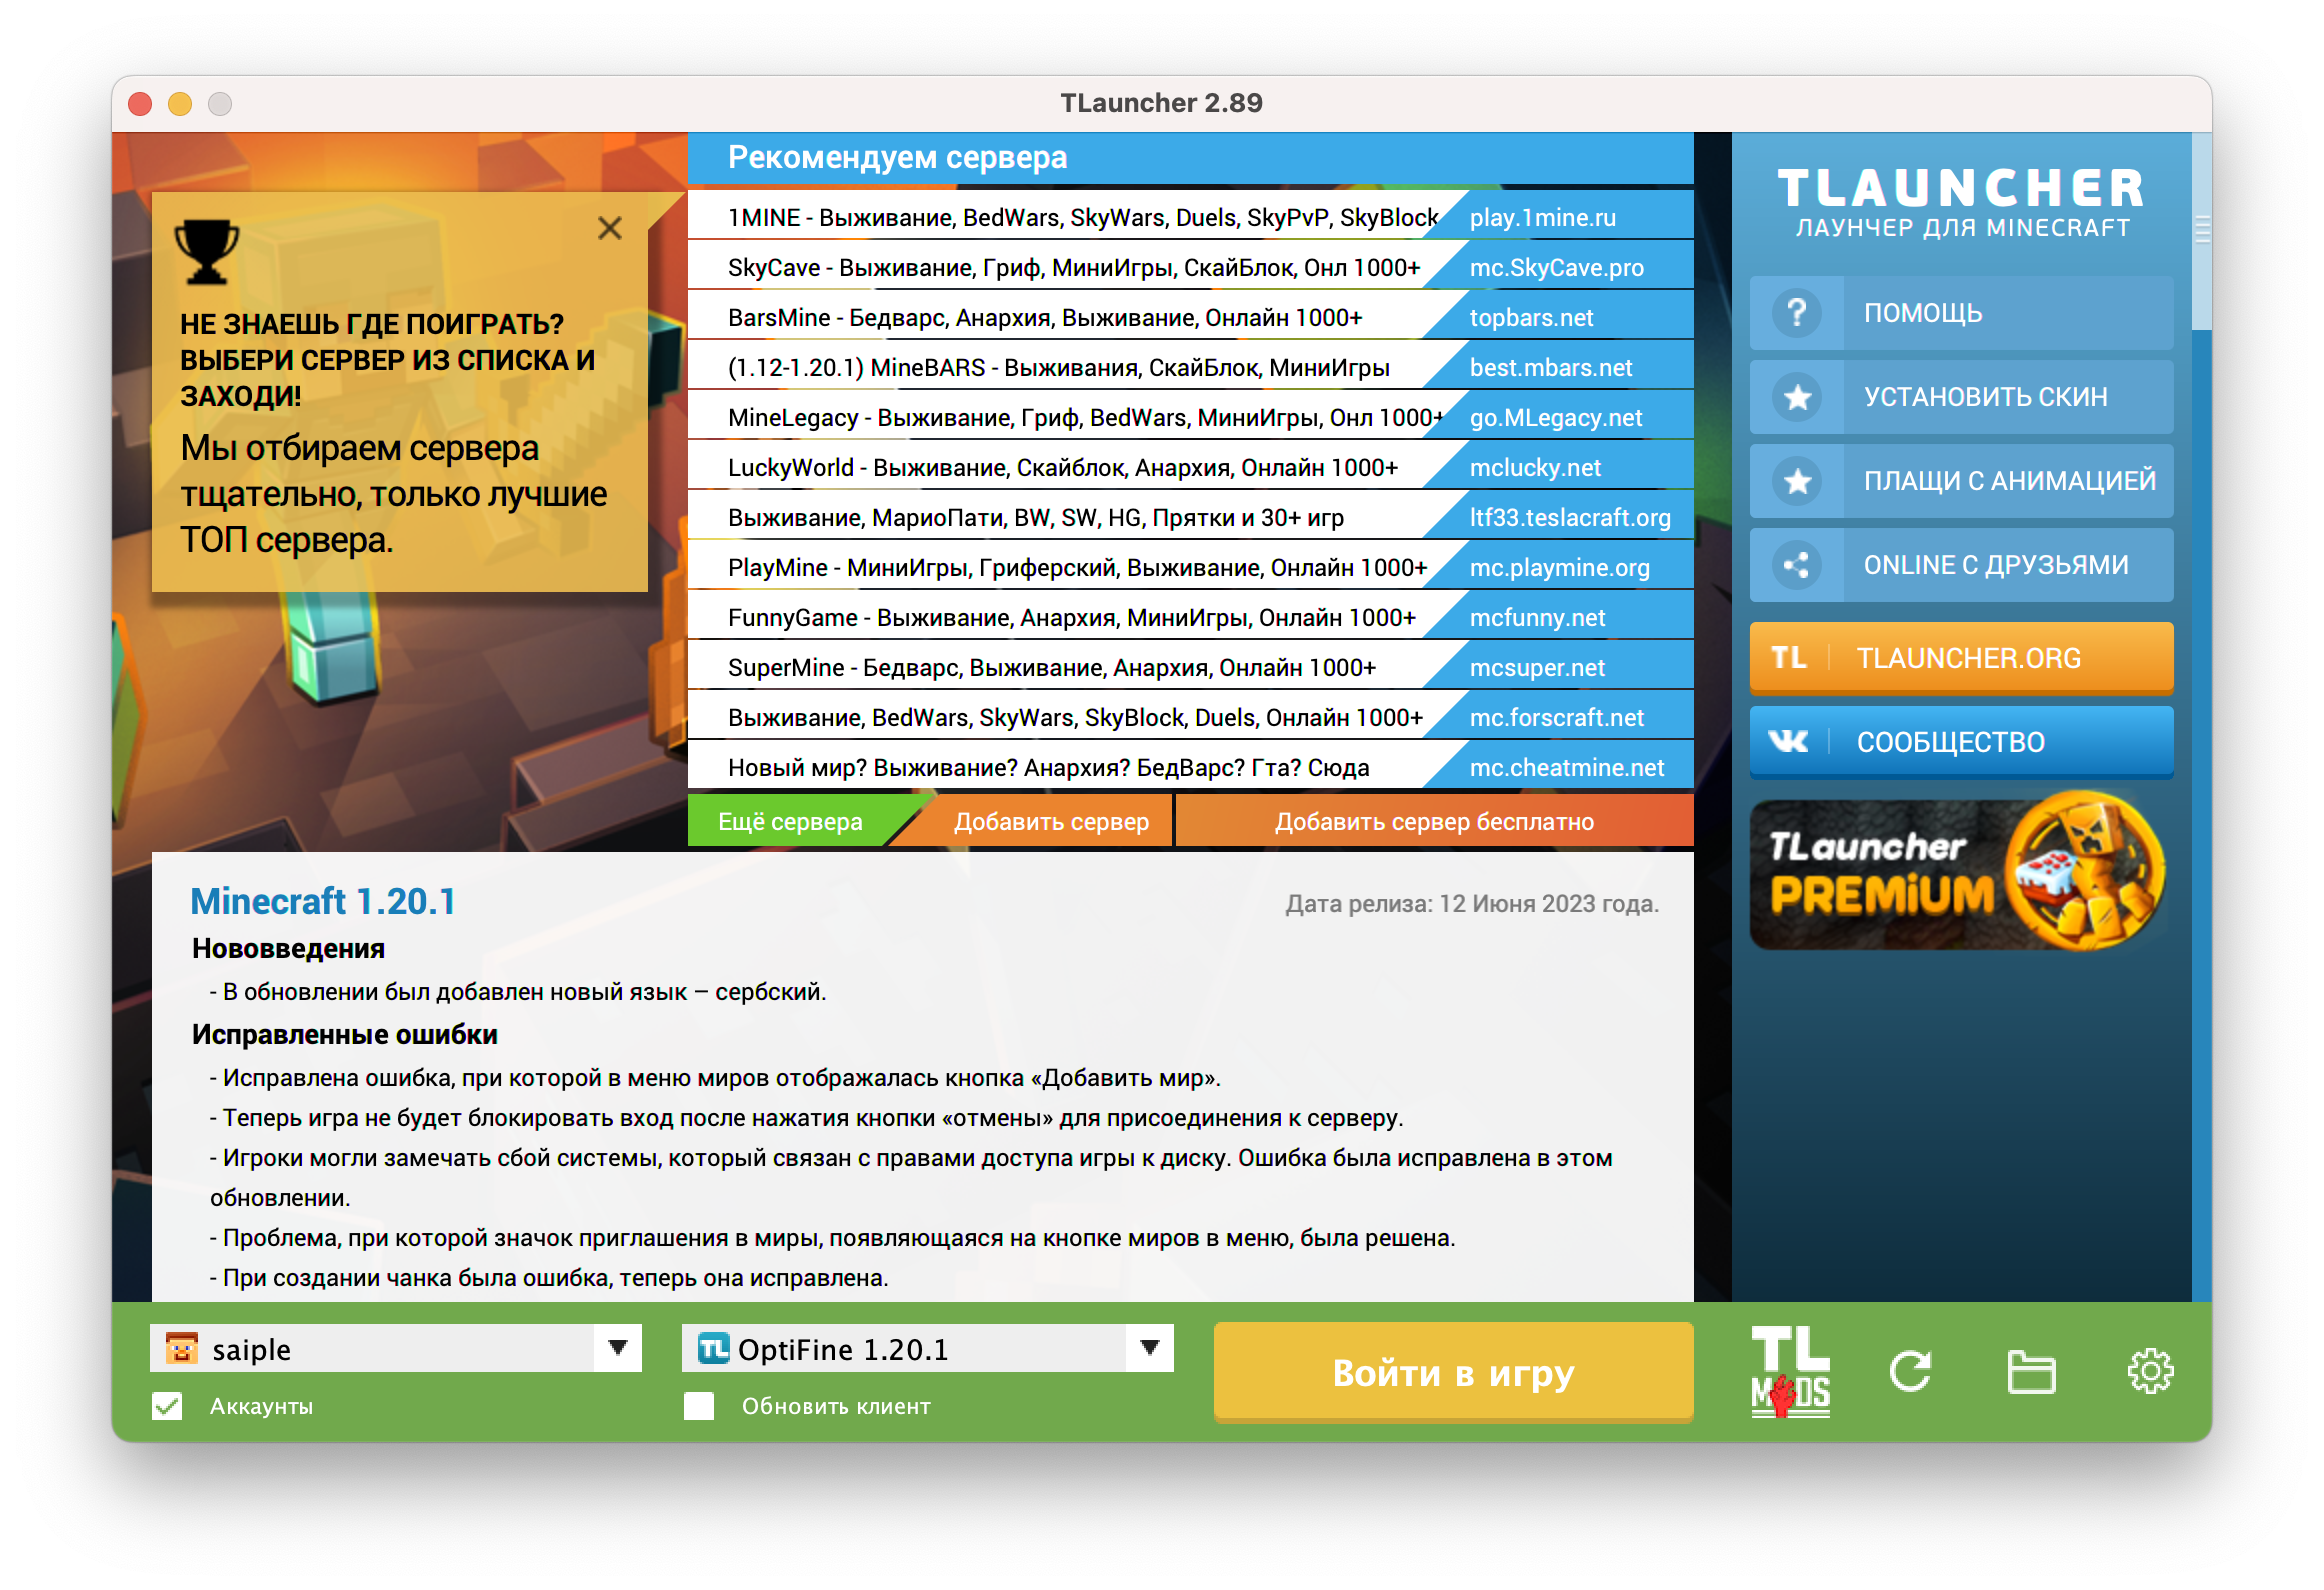 TLauncher 2.89
НЕ ЗНАЕШЬ ГДЕ ПОИГРАТЬ?
ВЫБЕРИ СЕРВЕР ИЗ СПИСКА И
ЗАХОДИ!
Мы отбираем сервера
тщательно, только лучшие
ТОП сервера.
Рекомендуем сервера
1MINE - Выживание, BedWars, SkyWars, Duels, SkyPvP, SkyBlock play.1mine.ru
SkyCave - Выживание, Гриф, МиниИгры, СкайБлок, Онл 1000+ mc.SkyCave.pro
BarsMine - Бедварс, Анархия, Выживание, Онлайн 1000+ topbars.net
(1.12-1.20.1) MineBARS - Выживания, СкайБлок, МиниИгры best.mbars.net
MineLegacy - Выживание, Гриф, BedWars, МиниИгры, Онл 1000+ go.MLegacy.net
LuckyWorld - Выживание, Скайблок, Анархия, Онлайн 1000+ mclucky.net
Выживание, МариоПати, BW, SW, HG, Прятки и 30+ игр ltf33.teslacraft.org
PlayMine - МиниИгры, Гриферский, Выживание, Онлайн 1000+ mc.playmine.org
FunnyGame - Выживание, Анархия, МиниИгры, Онлайн 1000+ mcfunny.net
SuperMine - Бедварс, Выживание, Анархия, Онлайн 1000+ mcsuper.net
Выживание, BedWars, SkyWars, SkyBlock, Duels, Онлайн 1000+ mc.forscraft.net
Новый мир? Выживание? Анархия? БедВарс? Гта? Сюда mc.cheatmine.net
Ещё сервера Добавить сервер Добавить сервер бесплатно
Minecraft 1.20.1 Дата релиза: 12 Июня 2023 года.
Нововведения
- В обновлении был добавлен новый язык – сербский.
Исправленные ошибки
- Исправлена ошибка, при которой в меню миров отображалась кнопка «Добавить мир».
- Теперь игра не будет блокировать вход после нажатия кнопки «отмены» для присоединения к серверу.
- Игроки могли замечать сбой системы, который связан с правами доступа игры к диску. Ошибка была исправлена в этом
обновлении.
- Проблема, при которой значок приглашения в миры, появляющаяся на кнопке миров в меню, была решена.
- При создании чанка была ошибка, теперь она исправлена.
TLAUNCHER
ЛАУНЧЕР ДЛЯ MINECRAFT
ПОМОЩЬ
УСТАНОВИТЬ СКИН
ПЛАЩИ С АНИМАЦИЕЙ
ONLINE С ДРУЗЬЯМИ
TL TLAUNCHER.ORG
СООБЩЕСТВО
TLauncher
PREMiUM
saiple
Аккаунты
TL OptiFine 1.20.1
Обновить клиент
Войти в игру
TL
MODS